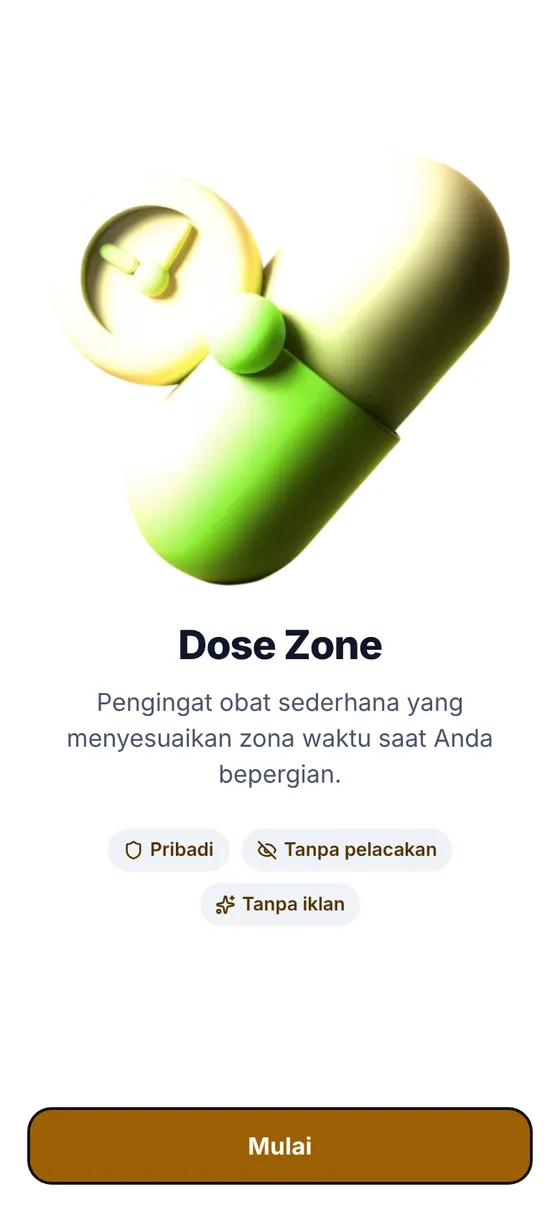 Dose Zone
Pengingat obat sederhana yang
menyesuaikan zona waktu saat Anda
bepergian.
Pribadi
Tanpa pelacakan
Tanpa iklan
Mulai